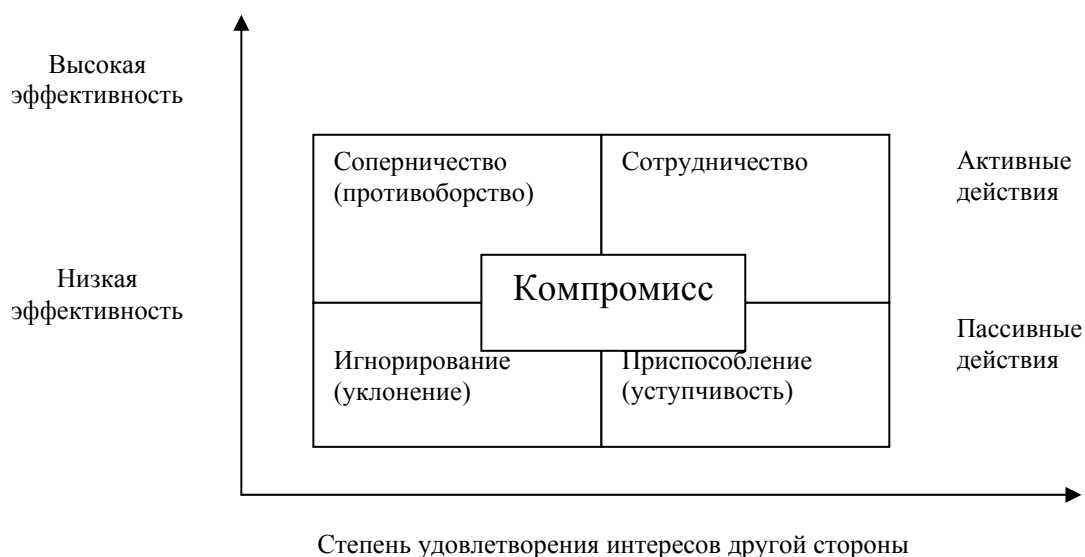 Высокая
эффективность
Соперничество
(противоборство)
Сотрудничество
Активные
действия
Низкая
эффективность
Компромисс
Игнорирование
(уклонение)
Приспособление
(уступчивость)
Пассивные
действия
Степень удовлетворения интересов другой стороны